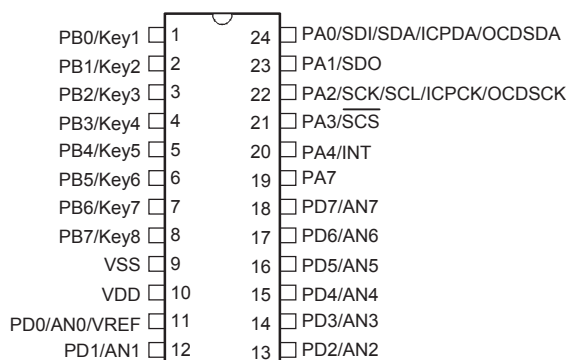 PB0/Key1 1 24 PA0/SDI/SDA/ICPDA/OCDSDA
PB1/Key2 2 23 PA1/SDO
PB2/Key3 3 22 PA2/SCK/SCL/ICPCK/OCDSCK
PB3/Key4 4 21 PA3/SCS
PB4/Key5 5 20 PA4/INT
PB5/Key6 6 19 PA7
PB6/Key7 7 18 PD7/AN7
PB7/Key8 8 17 PD6/AN6
VSS 9 16 PD5/AN5
VDD 10 15 PD4/AN4
PD0/AN0/VREF 11 14 PD3/AN3
PD1/AN1 12 13 PD2/AN2